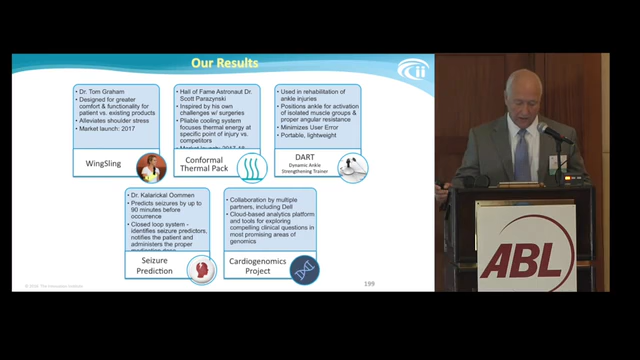 Our Results
• Dr. Tom Graham
• Designed for greater
comfort & functionality for
patient vs. existing products
• Alleviates shoulder stress
• Market launch: 2017
WingSling
• Hall of Fame Astronaut Dr.
Scott Parazynski
• Inspired by his own
challenges w/ surgeries
• Pliable cooling system
focuses thermal energy at
specific point of injury vs.
competitors
• Market launch: 2017-18
Conformal
Thermal Pack
• Used in rehabilitation of
ankle injuries
• Positions ankle for activation
of isolated muscle groups &
proper angular resistance
• Minimizes User Error
• Portable, lightweight
DART
Dynamic Ankle
Strengthening Trainer
• Dr. Kalarickal Oommen
• Predicts seizures by up to
90 minutes before
occurrence
• Closed loop system -
identifies seizure predictors,
notifies the patient and
administers the proper
Seizure
Prediction
• Collaboration by multiple
partners, including Dell
• Cloud-based analytics platform
and tools for exploring
compelling clinical questions in
most promising areas of
genomics
Cardiogenomics
Project
199
ABL